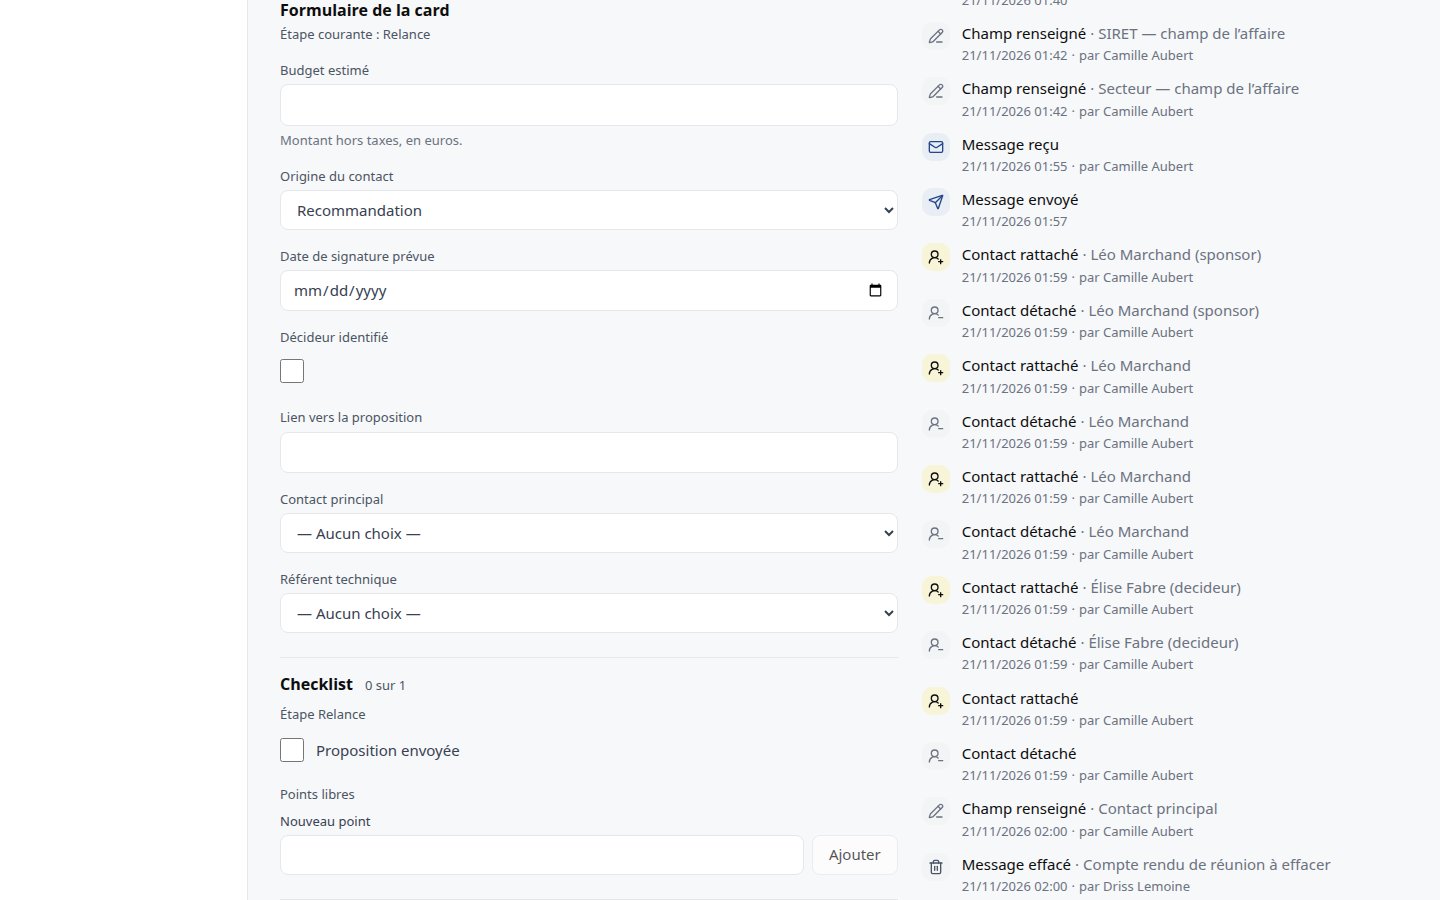 Formulaire de la card
Étape courante : Relance
Budget estimé
Montant hors taxes, en euros.
Origine du contact
Recommandation
Date de signature prévue
mm/dd/yyyy
Décideur identifié
Lien vers la proposition
Contact principal
— Aucun choix —
Référent technique
— Aucun choix —
Checklist 0 sur 1
Étape Relance
Proposition envoyée
Points libres
Nouveau point
Ajouter
21/11/2026 01:40
Champ renseigné · SIRET — champ de l’affaire
21/11/2026 01:42 · par Camille Aubert
Champ renseigné · Secteur — champ de l’affaire
21/11/2026 01:42 · par Camille Aubert
Message reçu
21/11/2026 01:55 · par Camille Aubert
Message envoyé
21/11/2026 01:57
Contact rattaché · Léo Marchand (sponsor)
21/11/2026 01:59 · par Camille Aubert
Contact détaché · Léo Marchand (sponsor)
21/11/2026 01:59 · par Camille Aubert
Contact rattaché · Léo Marchand
21/11/2026 01:59 · par Camille Aubert
Contact détaché · Léo Marchand
21/11/2026 01:59 · par Camille Aubert
Contact rattaché · Léo Marchand
21/11/2026 01:59 · par Camille Aubert
Contact détaché · Léo Marchand
21/11/2026 01:59 · par Camille Aubert
Contact rattaché · Élise Fabre (decideur)
21/11/2026 01:59 · par Camille Aubert
Contact détaché · Élise Fabre (decideur)
21/11/2026 01:59 · par Camille Aubert
Contact rattaché
21/11/2026 01:59 · par Camille Aubert
Contact détaché
21/11/2026 01:59 · par Camille Aubert
Champ renseigné · Contact principal
21/11/2026 02:00 · par Camille Aubert
Message effacé · Compte rendu de réunion à effacer
21/11/2026 02:00 · par Driss Lemoine